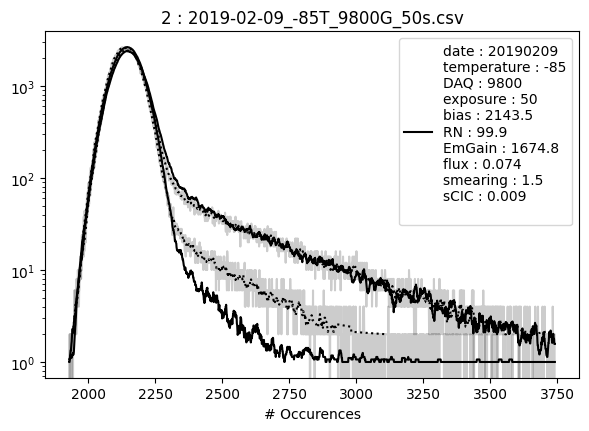 2 : 2019-02-09_-85T_9800G_50s.csv
date : 20190209
temperature : -85
DAQ : 9800
exposure : 50
bias : 2143.5
RN : 99.9
EmGain : 1674.8
flux : 0.074
smearing : 1.5
sCIC : 0.009
10³
10²
10¹
10⁰
2000 2250 2500 2750 3000 3250 3500 3750
# Occurences